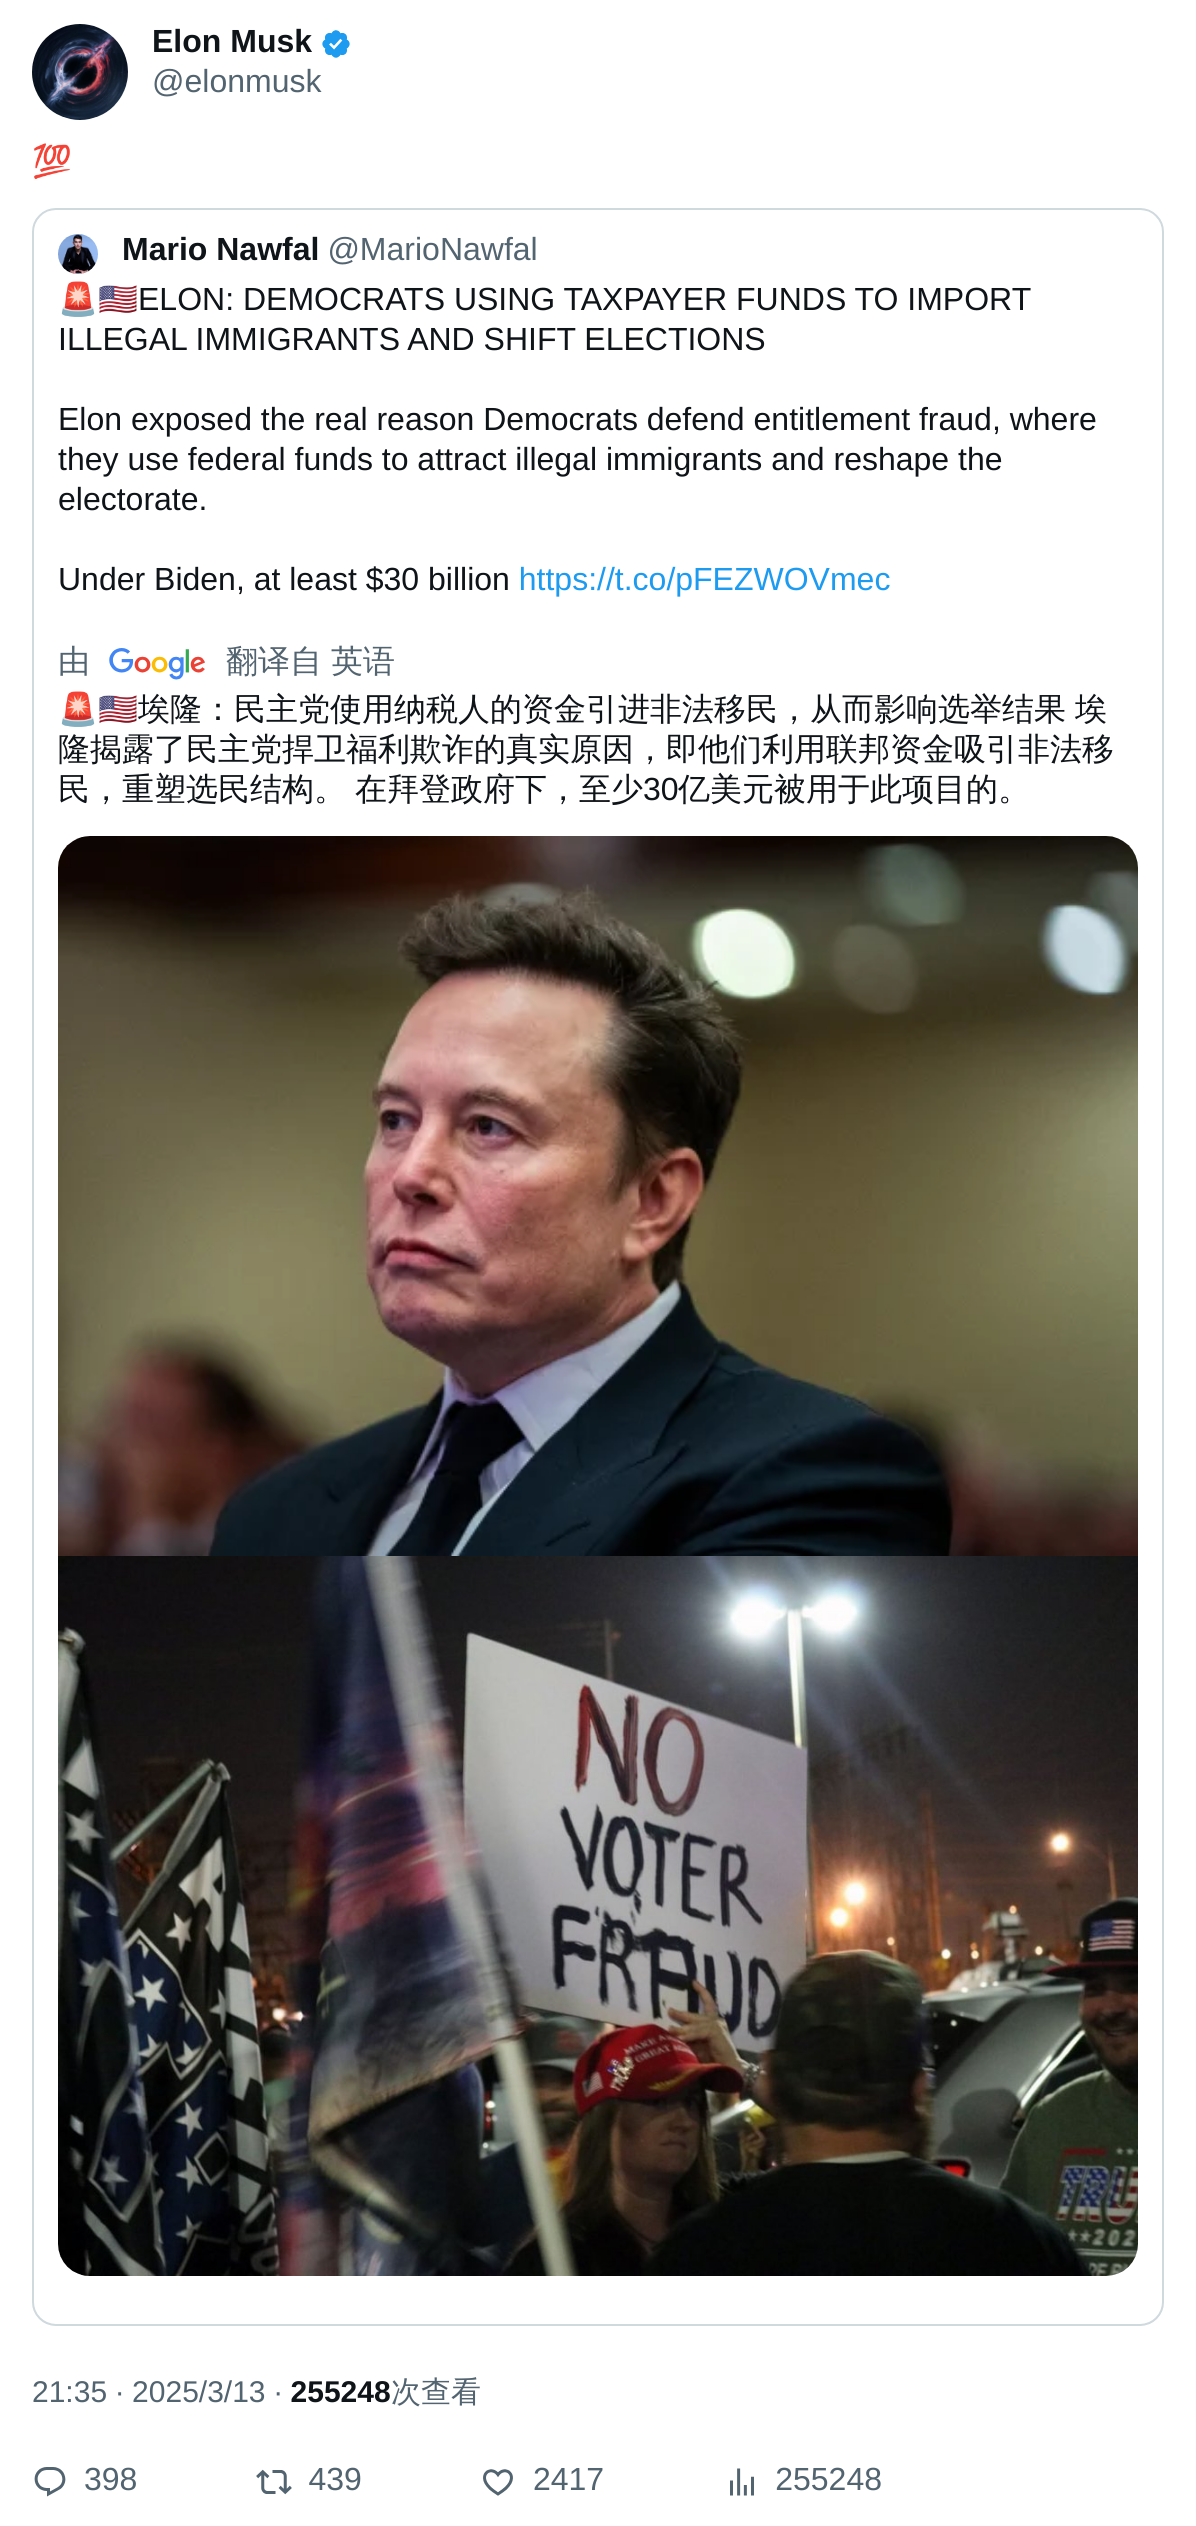 Elon Musk
@elonmusk
💯
Mario Nawfal @MarioNawfal
🚨🇺🇸ELON: DEMOCRATS USING TAXPAYER FUNDS TO IMPORT
ILLEGAL IMMIGRANTS AND SHIFT ELECTIONS
Elon exposed the real reason Democrats defend entitlement fraud, where
they use federal funds to attract illegal immigrants and reshape the
electorate.
Under Biden, at least $30 billion https://t.co/pFEZWOVmec
由 Google 翻译自 英语
🚨🇺🇸埃隆：民主党使用纳税人的资金引进非法移民，从而影响选举结果 埃
隆揭露了民主党捍卫福利欺诈的真实原因，即他们利用联邦资金吸引非法移
民，重塑选民结构。 在拜登政府下，至少30亿美元被用于此项目的。
NO
VOTER
FRAUD
MAKE A
GREAT
TRU
★★202
21:35 · 2025/3/13 · 255248次查看
398 439 2417 255248